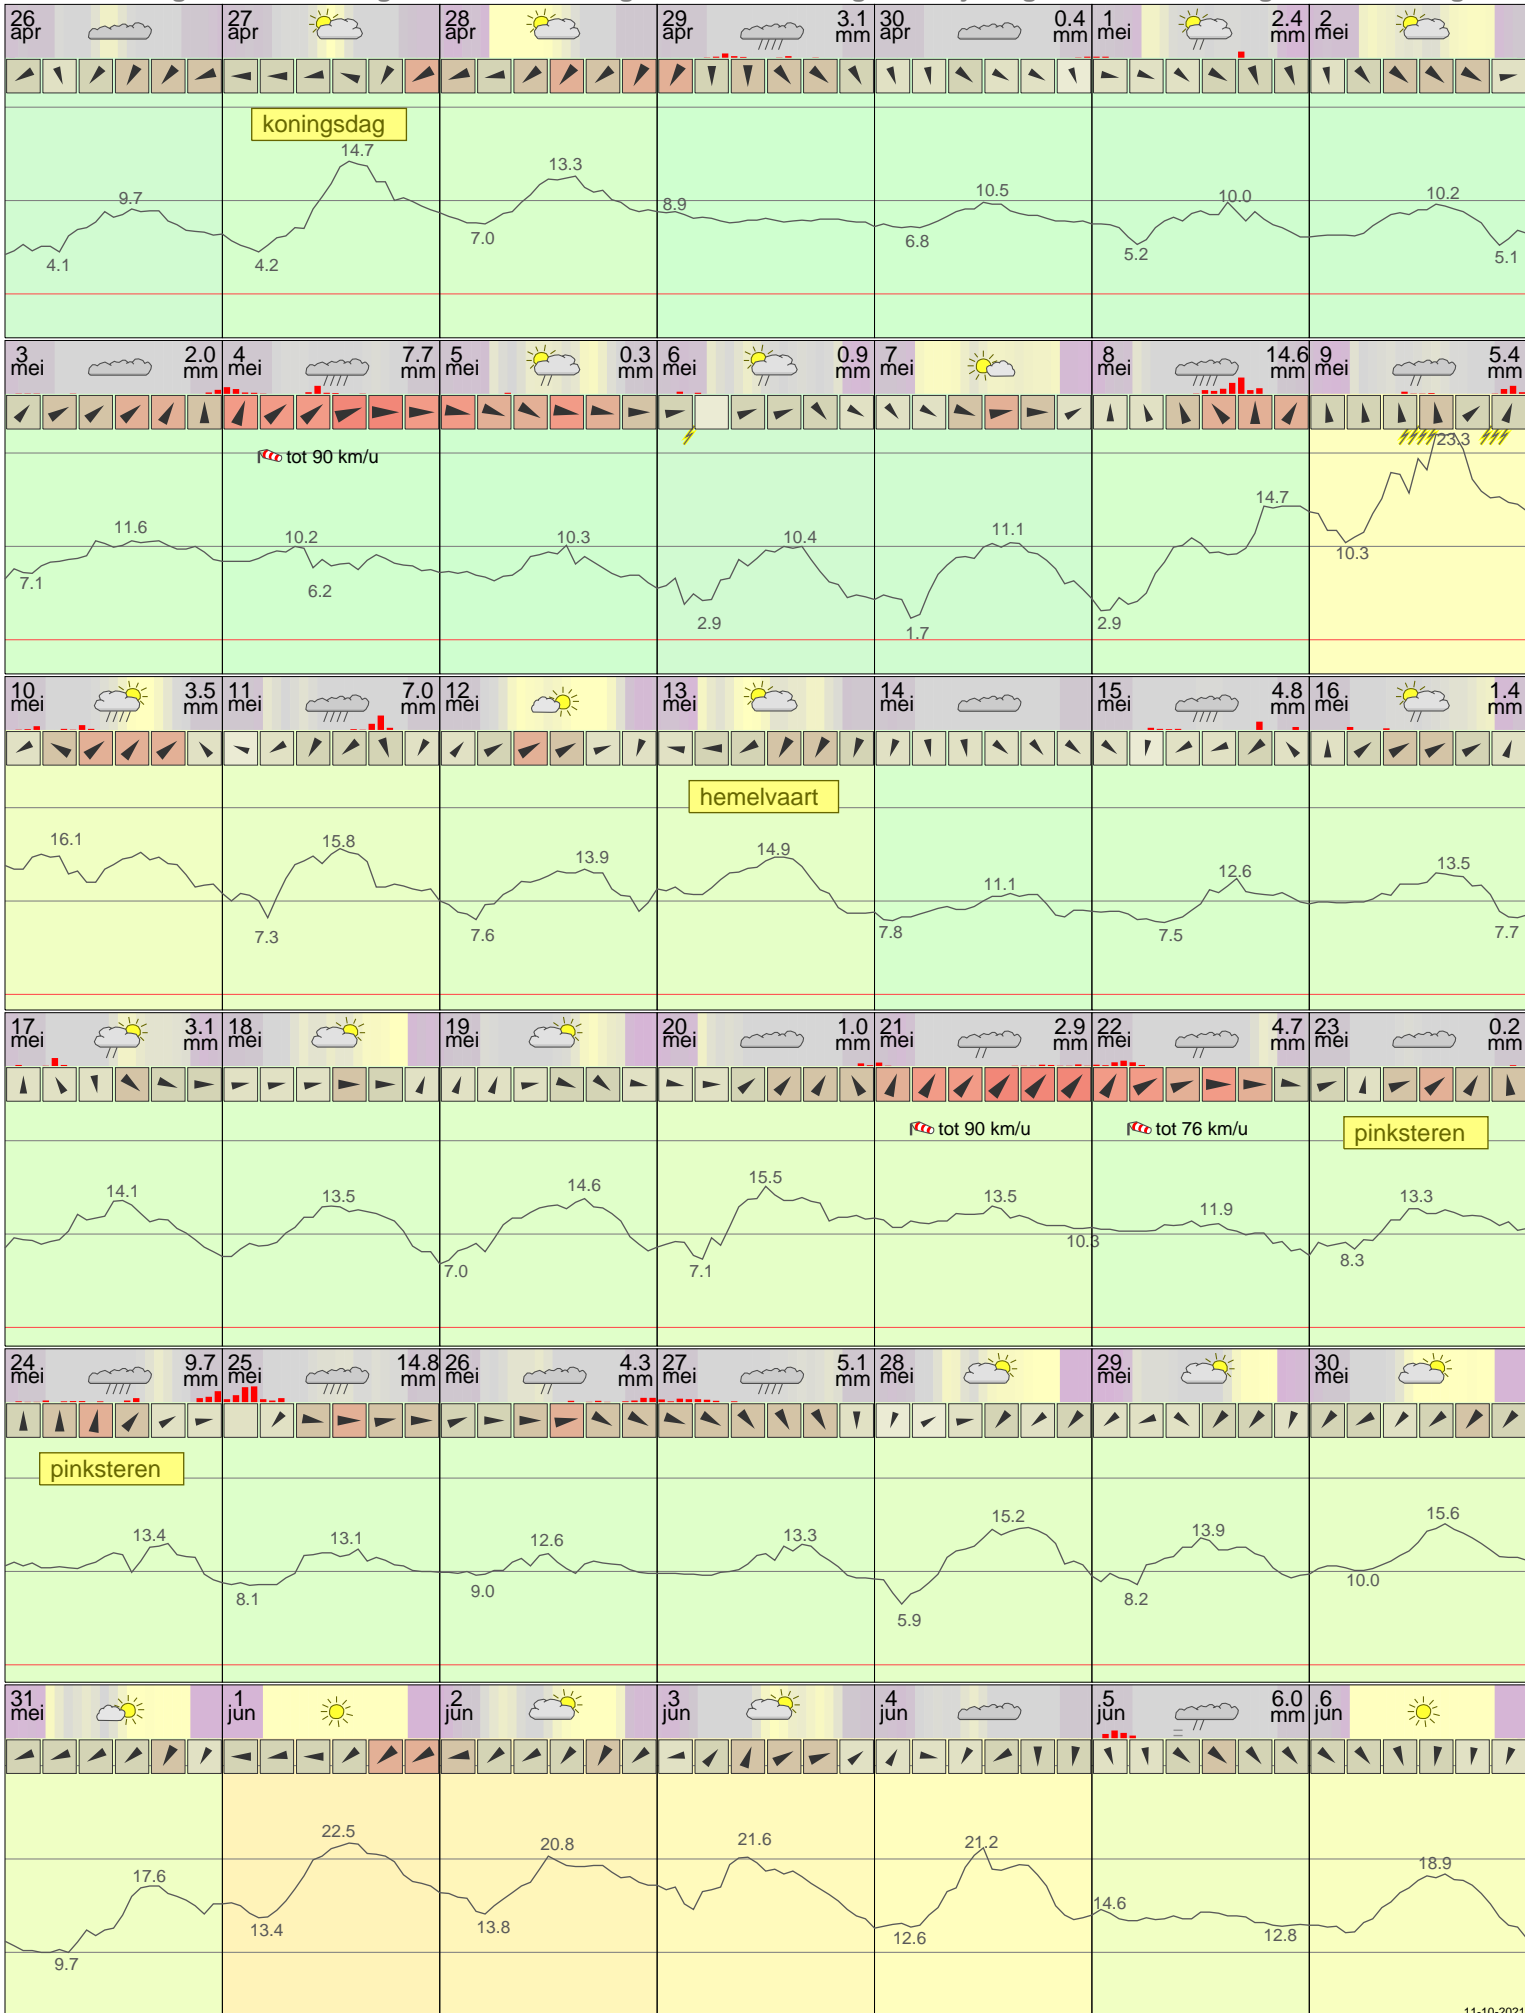 26 apr
27 apr
28 apr
29 apr 3.1 mm
30 apr 0.4 mm
1 mei 2.4 mm
2 mei
koningsdag
9.7 4.1
14.7 4.2
13.3 7.0
8.9
10.5 6.8
10.0 5.2
10.2 5.1
3 mei 2.0 mm
4 mei 7.7 mm
5 mei 0.3 mm
6 mei 0.9 mm
7 mei
8 mei 14.6 mm
9 mei 5.4 mm
tot 90 km/u
11.6 7.1
10.2 6.2
10.3
10.4 2.9
11.1 1.7
14.7 2.9
23.3 10.3
10 mei 3.5 mm
11 mei 7.0 mm
12 mei
13 mei
14 mei
15 mei 4.8 mm
16 mei 1.4 mm
hemelvaart
16.1
15.8 7.3
13.9 7.6
14.9
11.1 7.8
12.6 7.5
13.5 7.7
17 mei 3.1 mm
18 mei
19 mei
20 mei 1.0 mm
21 mei 2.9 mm
22 mei 4.7 mm
23 mei 0.2 mm
tot 90 km/u
tot 76 km/u
pinksteren
14.1
13.5
14.6 7.0
15.5 7.1
13.5 10.3
11.9
13.3 8.3
24 mei 9.7 mm
25 mei 14.8 mm
26 mei 4.3 mm
27 mei 5.1 mm
28 mei
29 mei
30 mei
pinksteren
13.4
13.1 8.1
12.6 9.0
13.3
15.2 5.9
13.9 8.2
15.6 10.0
31 mei
1 jun
2 jun
3 jun
4 jun
5 jun 6.0 mm
6 jun
17.6 9.7
22.5 13.4
20.8 13.8
21.6
21.2 12.6
14.6 12.8
18.9
11-10-2021